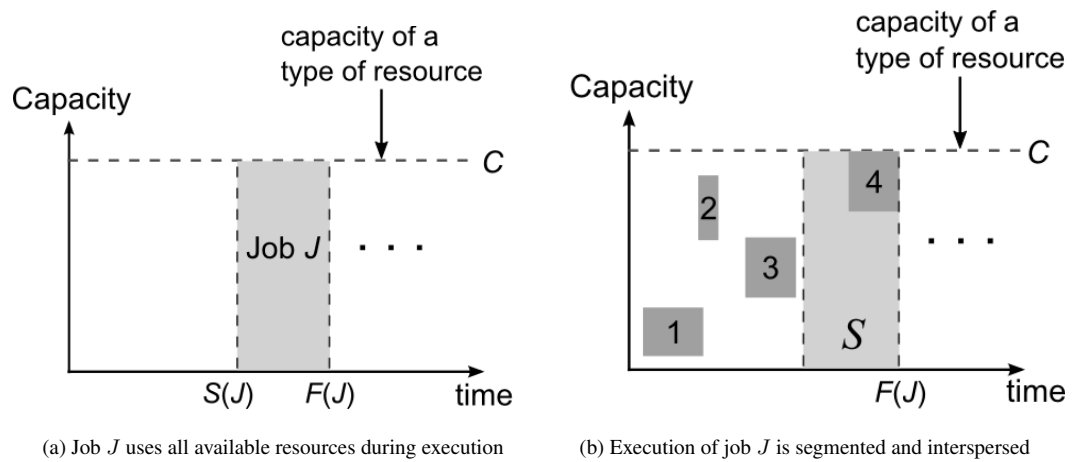 capacity of a
type of resource
Capacity
C
Job J
. . .
S(J)
F(J)
time
(a) Job J uses all available resources during execution
capacity of a
type of resource
Capacity
C
4
2
3
. . .
1
S
F(J)
time
(b) Execution of job J is segmented and interspersed